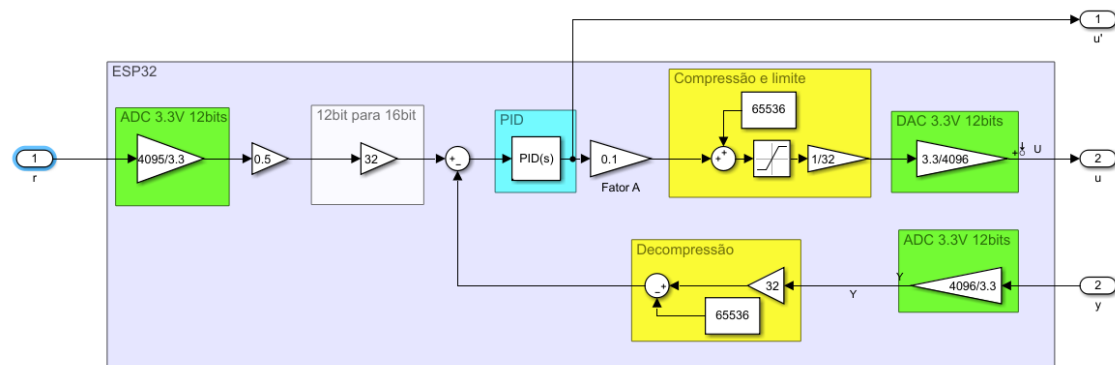 1
u'
ESP32
ADC 3.3V 12bits
4095/3.3
0.5
12bit para 16bit
32
PID
PID(s)
0.1
Fator A
Compressão e limite
65536
1/32
DAC 3.3V 12bits
3.3/4096
U
2
u
1
r
Decompressão
32
65536
Y
Y
ADC 3.3V 12bits
4096/3.3
2
y